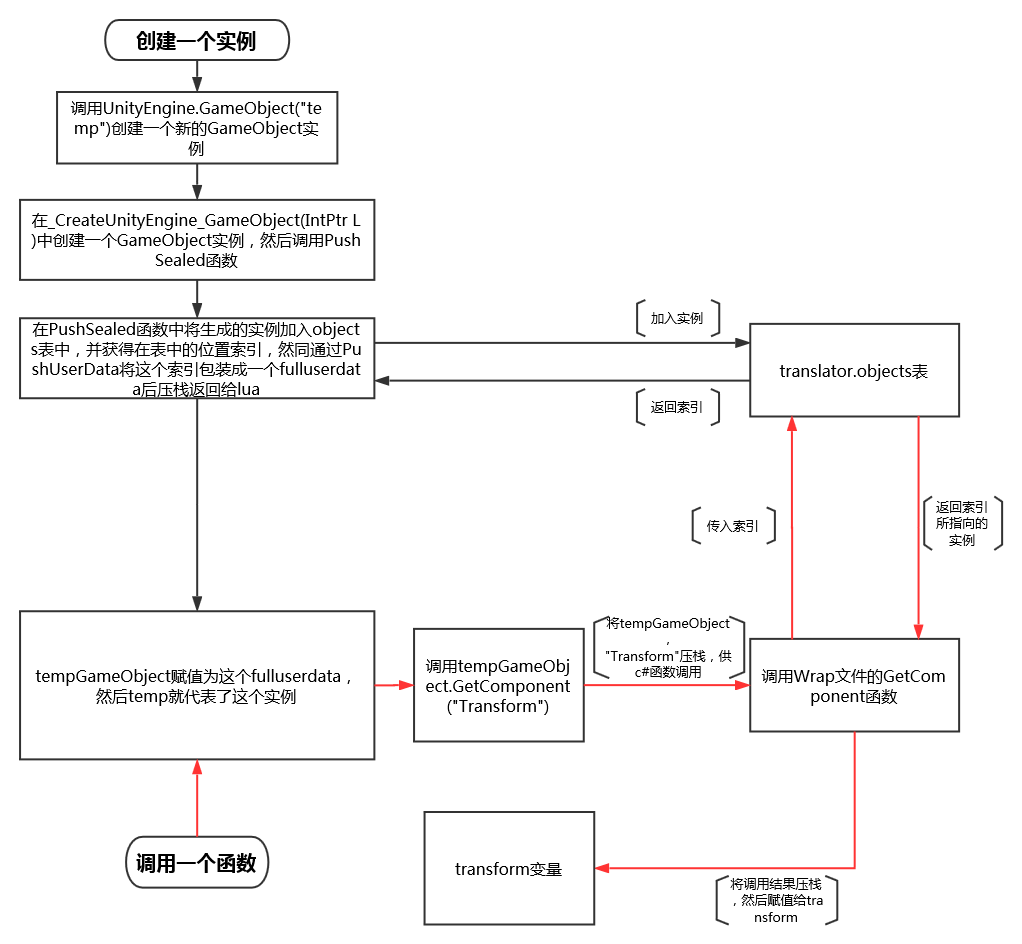 创建一个实例
调用UnityEngine.GameObject("te
mp")创建一个新的GameObject实
例
在_CreateUnityEngine_GameObject(IntPtr L
)中创建一个GameObject实例，然后调用Push
Sealed函数
在PushSealed函数中将生成的实例加入object
s表中，并获得在表中的位置索引，然同通过Pu
shUserData将这个索引包装成一个fulluserdat
a后压栈返回给lua
加入实例
translator.objects表
返回索引
传入索引
返回索引
所指向的
实例
tempGameObject赋值为这个fulluserdata，
然后temp就代表了这个实例
调用tempGameObj
ect.GetComponent
("Transform")
将tempGameObject
，
"Transform"压栈，供
c#函数调用
调用Wrap文件的GetCom
ponent函数
调用一个函数
transform变量
将调用结果压栈
，然后赋值给tra
nsform